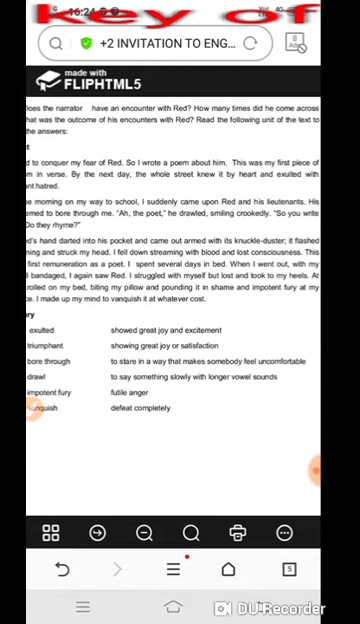 key of
16:24
4G
+2 INVITATION TO ENG...
8
Ad
made with
FLIPHTML5
Does the narrator have an encounter with Red? How many times did he come across
hat was the outcome of his encounters with Red? Read the following unit of the text to
the answers:
d to conquer my fear of Red. So I wrote a poem about him. This was my first piece of
m in verse. By the next day, the whole street knew it by heart and exulted with
nt hatred.
e morning on my way to school, I suddenly came upon Red and his lieutenants. His
emed to bore through me. "Ah, the poet," he drawled, smiling crookedly. "So you write
Do they rhyme?"
d's hand darted into his pocket and came out armed with its knuckle-duster; it flashed
ning and struck my head. I fell down streaming with blood and lost consciousness. This
first remuneration as a poet. I spent several days in bed. When I went out, with my
l bandaged, I again saw Red. I struggled with myself but lost and took to my heels. At
rolled on my bed, biting my pillow and pounding it in shame and impotent fury at my
ce. I made up my mind to vanquish it at whatever cost.
ry
exulted showed great joy and excitement
triumphant showing great joy or satisfaction
bore through to stare in a way that makes somebody feel uncomfortable
drawl to say something slowly with longer vowel sounds
impotent fury futile anger
vanquish defeat completely
5
DU Recorder